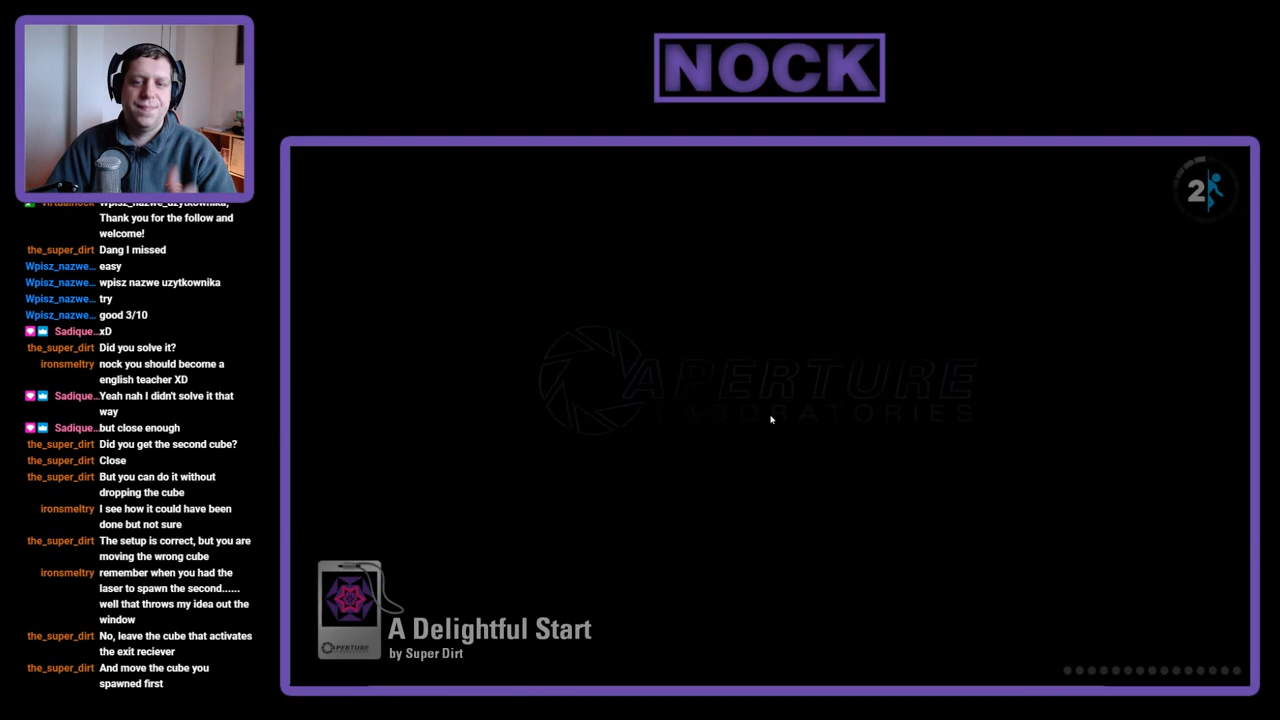 NOCK
virtualnock Wpisz_nazwe_uzytkownika,
Thank you for the follow and
welcome!
the_super_dirt Dang I missed
Wpisz_nazwe... easy
Wpisz_nazwe... wpisz nazwe uzytkownika
Wpisz_nazwe... try
Wpisz_nazwe... good 3/10
Sadique... xD
the_super_dirt Did you solve it?
ironsmeltry nock you should become a
english teacher XD
Sadique... Yeah nah I didn't solve it that
way
Sadique... but close enough
the_super_dirt Did you get the second cube?
the_super_dirt Close
the_super_dirt But you can do it without
dropping the cube
ironsmeltry I see how it could have been
done but not sure
the_super_dirt The setup is correct, but you are
moving the wrong cube
ironsmeltry remember when you had the
laser to spawn the second......
well that throws my idea out the
window
the_super_dirt No, leave the cube that activates
the exit reciever
the_super_dirt And move the cube you
spawned first
2
APERTURE
LABORATORIES
APERTURE
A Delightful Start
by Super Dirt